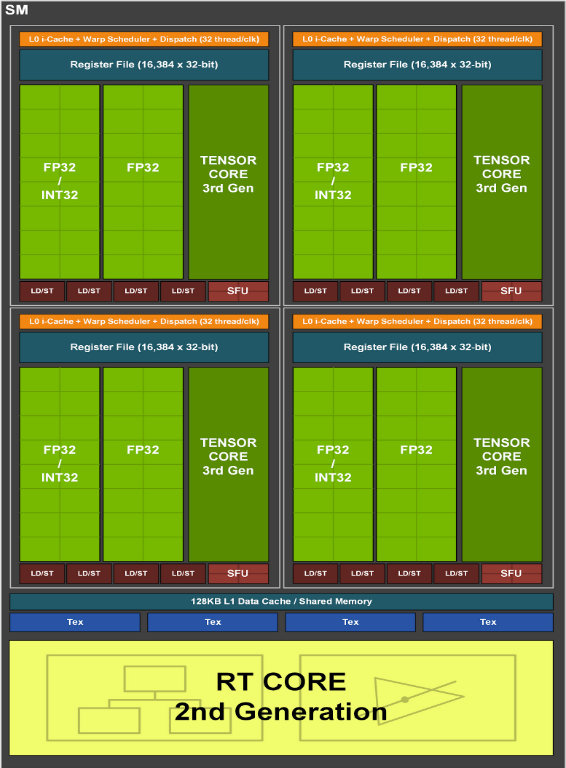 SM
L0 i-Cache + Warp Scheduler + Dispatch (32 thread/clk)
Register File (16,384 x 32-bit)
FP32
/
INT32
FP32
TENSOR
CORE
3rd Gen
LD/ST LD/ST LD/ST LD/ST SFU
L0 i-Cache + Warp Scheduler + Dispatch (32 thread/clk)
Register File (16,384 x 32-bit)
FP32
/
INT32
FP32
TENSOR
CORE
3rd Gen
LD/ST LD/ST LD/ST LD/ST SFU
L0 i-Cache + Warp Scheduler + Dispatch (32 thread/clk)
Register File (16,384 x 32-bit)
FP32
/
INT32
FP32
TENSOR
CORE
3rd Gen
LD/ST LD/ST LD/ST LD/ST SFU
L0 i-Cache + Warp Scheduler + Dispatch (32 thread/clk)
Register File (16,384 x 32-bit)
FP32
/
INT32
FP32
TENSOR
CORE
3rd Gen
LD/ST LD/ST LD/ST LD/ST SFU
128KB L1 Data Cache / Shared Memory
Tex Tex Tex Tex
RT CORE
2nd Generation